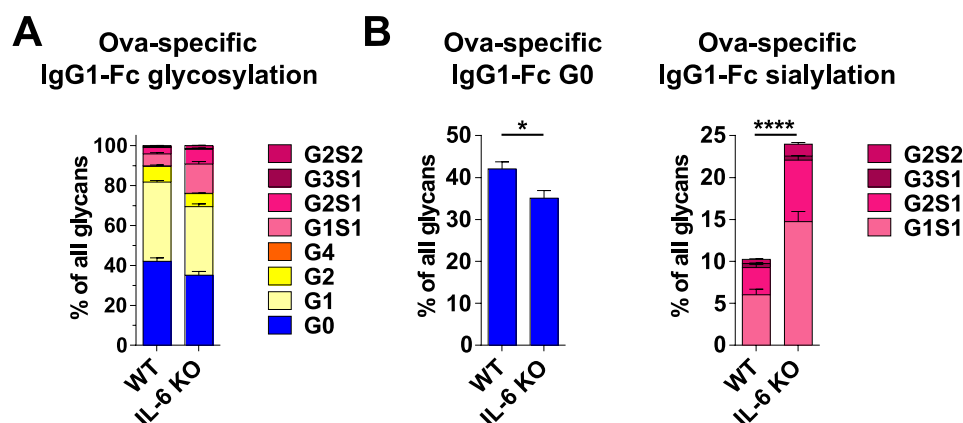 A
Ova-specific
IgG1-Fc glycosylation
% of all glycans
100
80
60
40
20
0
WT
IL-6 KO
G2S2
G3S1
G2S1
G1S1
G4
G2
G1
G0
B
Ova-specific
IgG1-Fc G0
% of all glycans
50
40
30
20
10
0
*
WT
IL-6 KO
Ova-specific
IgG1-Fc sialylation
% of all glycans
25
20
15
10
5
0
****
WT
IL-6 KO
G2S2
G3S1
G2S1
G1S1